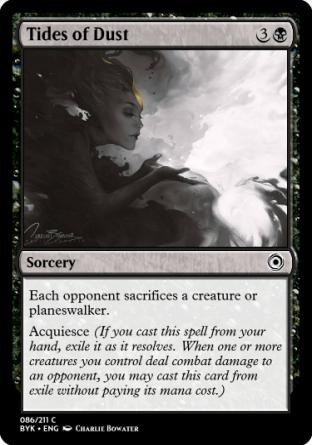 Tides of Dust 3
Sorcery
Each opponent sacrifices a creature or
planeswalker.
Acquiesce (If you cast this spell from your
hand, exile it as it resolves. When one or more
creatures you control deal combat damage to
an opponent, you may cast this card from
exile without paying its mana cost.)
086/211 C
BYK • ENG Charlie Bowater